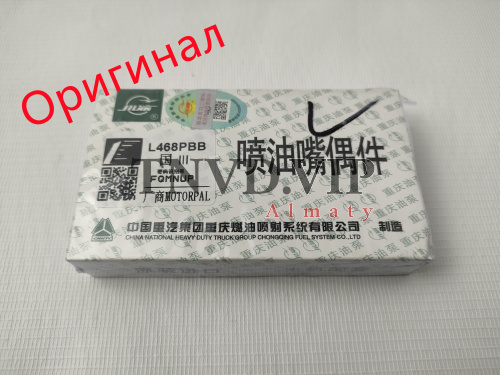 Оригинал
L468PBB
国 III
FQMNUP
厂商MOTORPAL
喷油嘴偶件
TNVD.VIP
Almaty
中国重汽集团重庆燃油喷射系统有限公司 制造
CHINA NATIONAL HEAVY DUTY TRUCK GROUP CHONGQING FUEL SYSTEM CO.,LTD